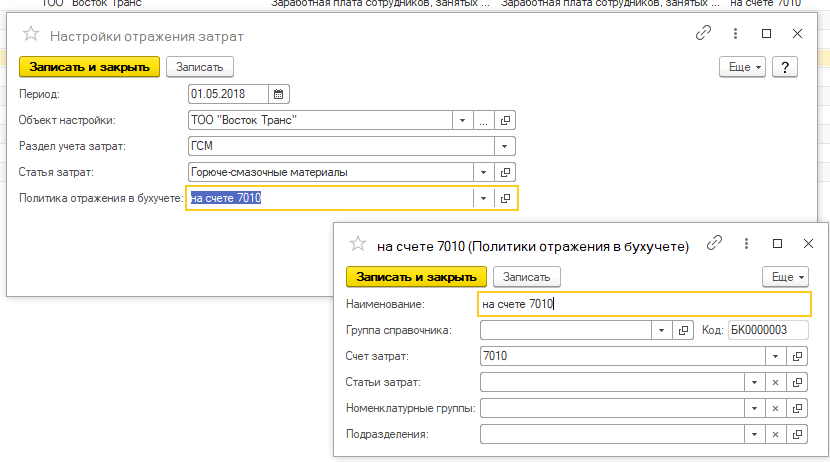 ТОО "Восток Транс" Заработная плата сотрудников, занятых ... Заработная плата сотрудников, занятых ... на счете 7010
Настройки отражения затрат
Записать и закрыть Записать Еще ?
Период: 01.05.2018
Объект настройки: ТОО "Восток Транс" ...
Раздел учета затрат: ГСМ
Статья затрат: Горюче-смазочные материалы
Политика отражения в бухучете: на счете 7010
на счете 7010 (Политики отражения в бухучете)
Записать и закрыть Записать Еще
Наименование: на счете 7010
Группа справочника: Код: БК0000003
Счет затрат: 7010
Статьи затрат:
Номенклатурные группы:
Подразделения: